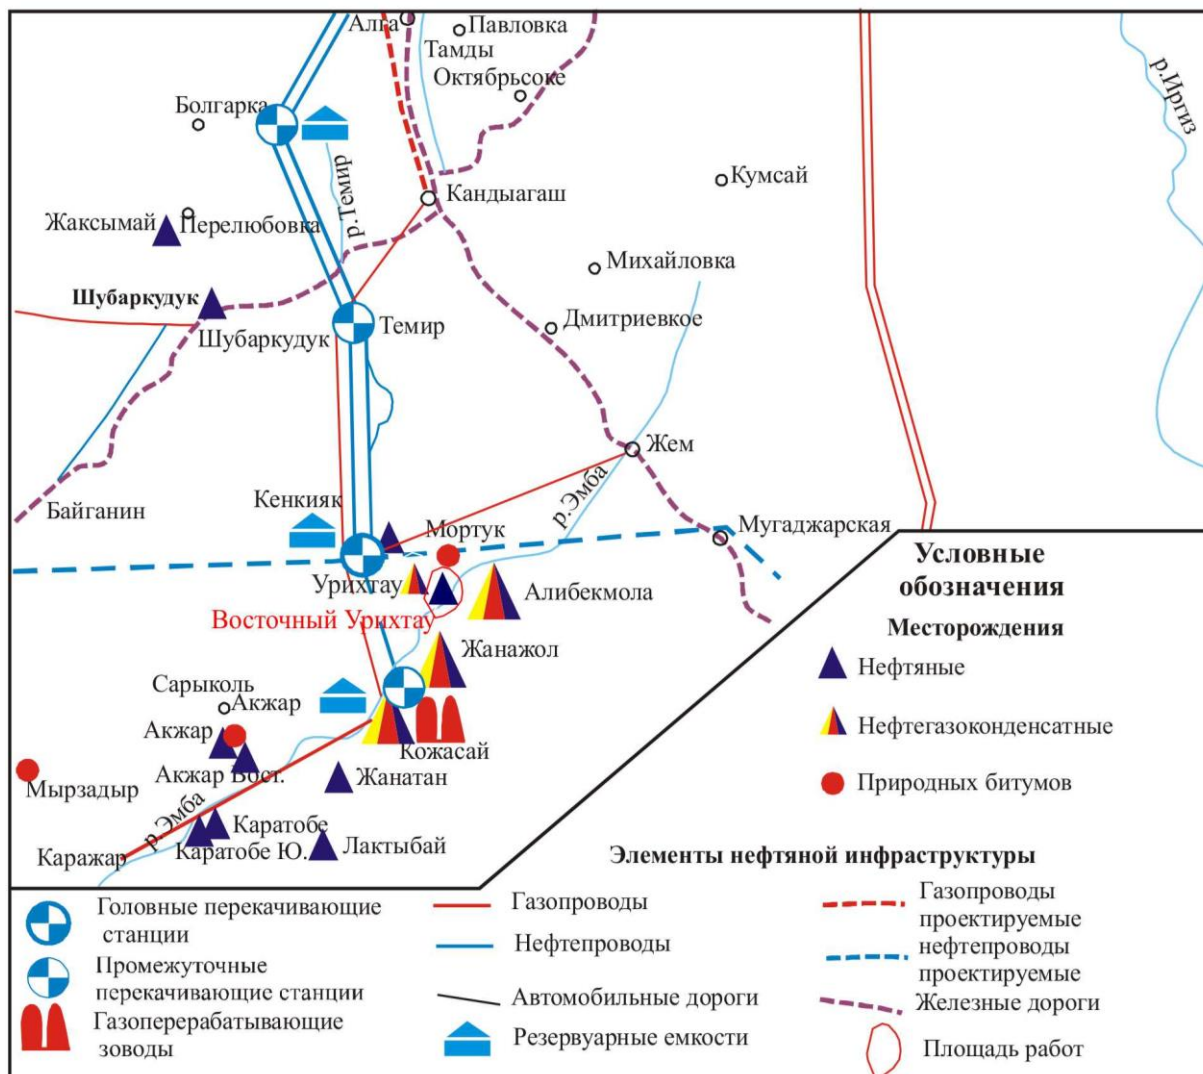 Алга
Павловка
Тамды
Октябрьсоке
Болгарка
р.Иргиз
р.Темир
Кумсай
Кандыагаш
Жаксымай
Перелюбовка
Михайловка
Шубаркудук
Шубаркудук
Темир
Дмитриевкое
Жем
р.Эмба
Кенкияк
Байганин
Мортук
Мугаджарская
Урихтау
Алибекмола
Восточный Урихтау
Жанажол
Сарыколь
Акжар
Акжар
Кожасай
Акжар Вост.
Жанатан
Мырзадыр
р.Эмба
Каратобе
Каратобе Ю.
Лактыбай
Каражар
Условные
обозначения
Месторождения
Нефтяные
Нефтегазоконденсатные
Природных битумов
Элементы нефтяной инфраструктуры
Головные перекачивающие
станции
Промежуточные
перекачивающие станции
Газоперерабатывающие
зоводы
Газопроводы
Нефтепроводы
Автомобильные дороги
Резервуарные емкости
Газопроводы
проектируемые
нефтепроводы
проектируемые
Железные дороги
Площадь работ